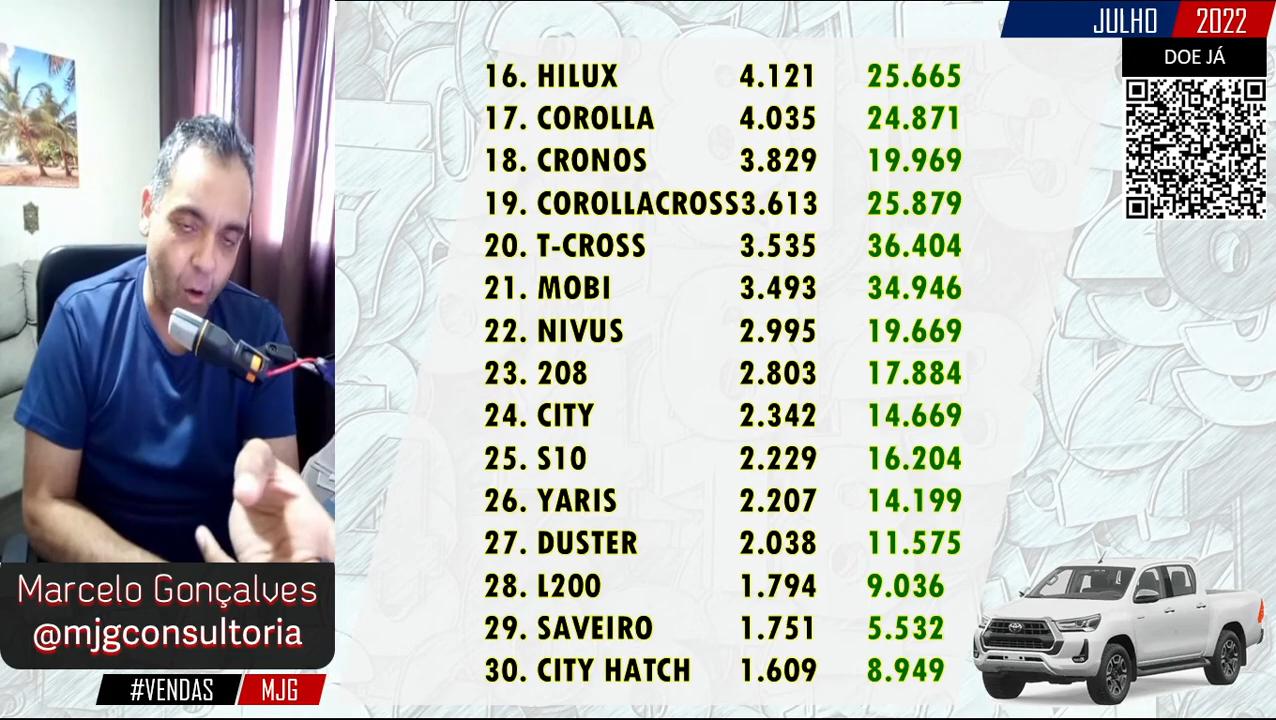 JULHO 2022
DOE JÁ
16. HILUX 4.121 25.665
17. COROLLA 4.035 24.871
18. CRONOS 3.829 19.969
19. COROLLACROSS3.613 25.879
20. T-CROSS 3.535 36.404
21. MOBI 3.493 34.946
22. NIVUS 2.995 19.669
23. 208 2.803 17.884
24. CITY 2.342 14.669
25. S10 2.229 16.204
26. YARIS 2.207 14.199
27. DUSTER 2.038 11.575
28. L200 1.794 9.036
29. SAVEIRO 1.751 5.532
30. CITY HATCH 1.609 8.949
Marcelo Gonçalves
@mjgconsultoria
#VENDAS MJG